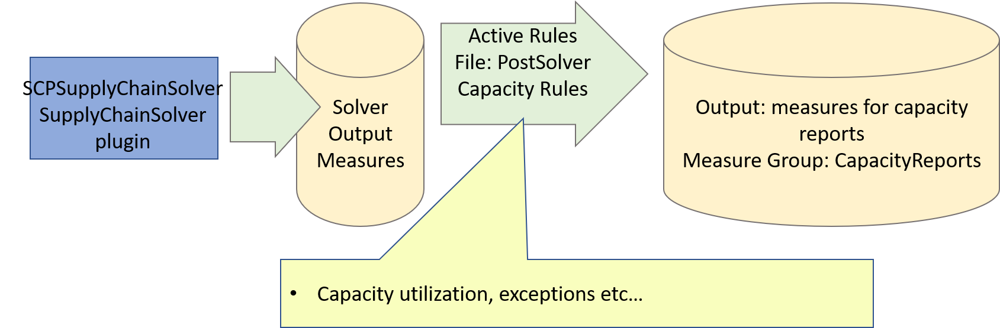 SCPSupplyChainSolver
SupplyChainSolver
plugin
Solver
Output
Measures
Active Rules
File: PostSolver
Capacity Rules
Output: measures for capacity
reports
Measure Group: CapacityReports
• Capacity utilization, exceptions etc…